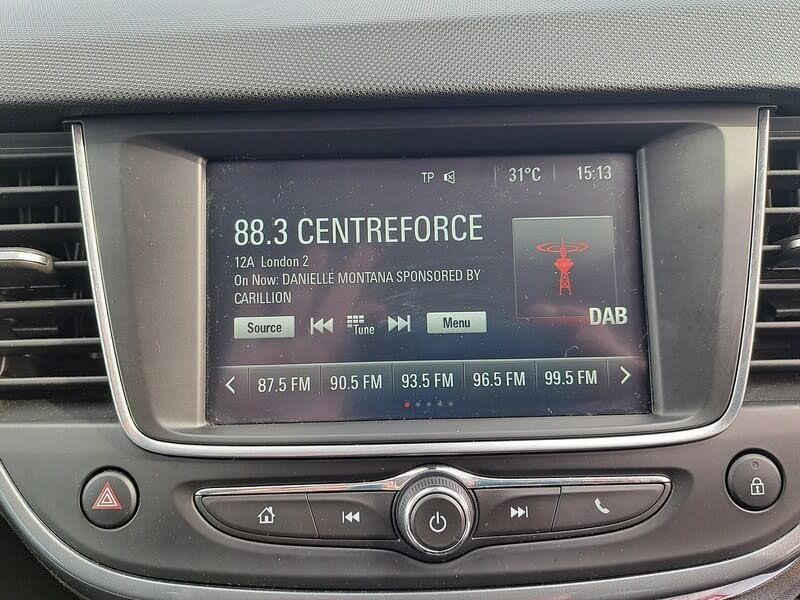 TP 31°C 15:13
88.3 CENTREFORCE
12A London 2
On Now: DANIELLE MONTANA SPONSORED BY
CARILLION
DAB
Source Tune Menu
87.5 FM 90.5 FM 93.5 FM 96.5 FM 99.5 FM